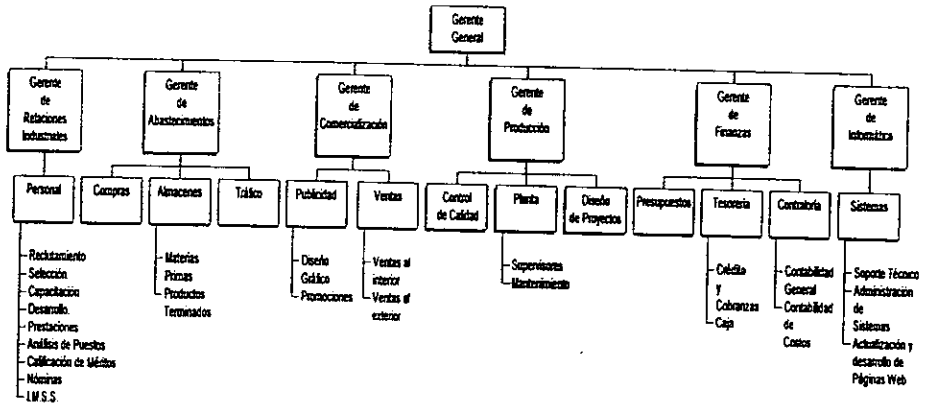 Gerente
General
Gerente
de
Relaciones
Industriales
Gerente
de
Abastecimientos
Gerente
de
Comercialización
Gerente
de
Producción
Gerente
de
Finanzas
Gerente
de
Informática
Personal
Compras
Almacenes
Tráfico
Publicidad
Ventas
Control
de Calidad
Planta
Diseño
de Proyectos
Presupuestos
Tesorería
Contraloría
Sistemas
Reclutamiento
Selección
Capacitación
Desarrollo.
Prestaciones
Análisis de Puestos
Calificación de Méritos
Nóminas
I.M.S.S.
Materias
Primas
Productos
Terminados
Diseño
Gráfico
Promociones
Ventas al
interior
Ventas al
exterior
Supervisores
Mantenimiento
Crédito
y
Cobranzas
Caja
Contabilidad
General
Contabilidad
de
Costos
Soporte Técnico
Administración
de
Sistemas
Actualización y
desarrollo de
Páginas Web